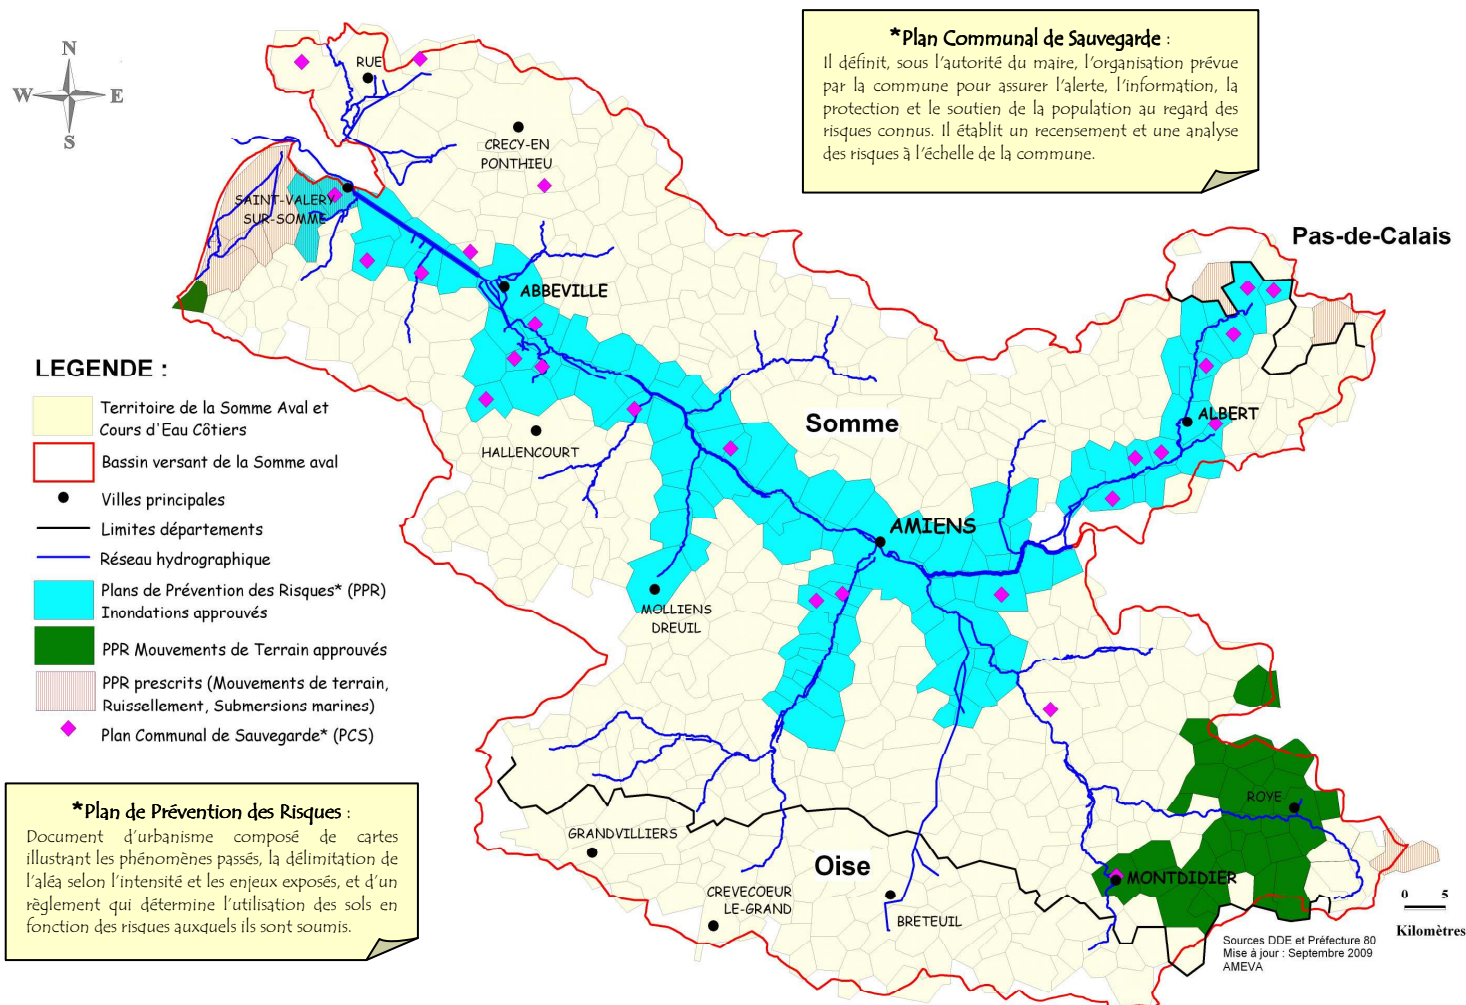 N
W
E
S
*Plan Communal de Sauvegarde :
Il définit, sous l'autorité du maire, l'organisation prévue
par la commune pour assurer l'alerte, l'information, la
protection et le soutien de la population au regard des
risques connus. Il établit un recensement et une analyse
des risques à l'échelle de la commune.
RUE
CRECY-EN
PONTHIEU
SAINT-VALERY
SUR-SOMME
Pas-de-Calais
ABBEVILLE
ALBERT
Somme
HALLENCOURT
AMIENS
MOLLIENS
DREUIL
LEGENDE :
Territoire de la Somme Aval et
Cours d'Eau Côtiers
Bassin versant de la Somme aval
Villes principales
Limites départements
Réseau hydrographique
Plans de Prévention des Risques* (PPR)
Inondations approuvés
PPR Mouvements de Terrain approuvés
PPR prescrits (Mouvements de terrain,
Ruissellement, Submersions marines)
Plan Communal de Sauvegarde* (PCS)
*Plan de Prévention des Risques :
Document d'urbanisme composé de cartes
illustrant les phénomènes passés, la délimitation de
l'aléa selon l'intensité et les enjeux exposés, et d'un
règlement qui détermine l'utilisation des sols en
fonction des risques auxquels ils sont soumis.
ROYE
GRANDVILLIERS
Oise
MONTDIDIER
CREVECOEUR
LE-GRAND
BRETEUIL
0 5
Kilomètres
Sources DDE et Préfecture 80
Mise à jour : Septembre 2009
AMEVA